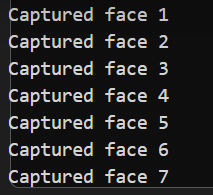 Captured face 1
Captured face 2
Captured face 3
Captured face 4
Captured face 5
Captured face 6
Captured face 7